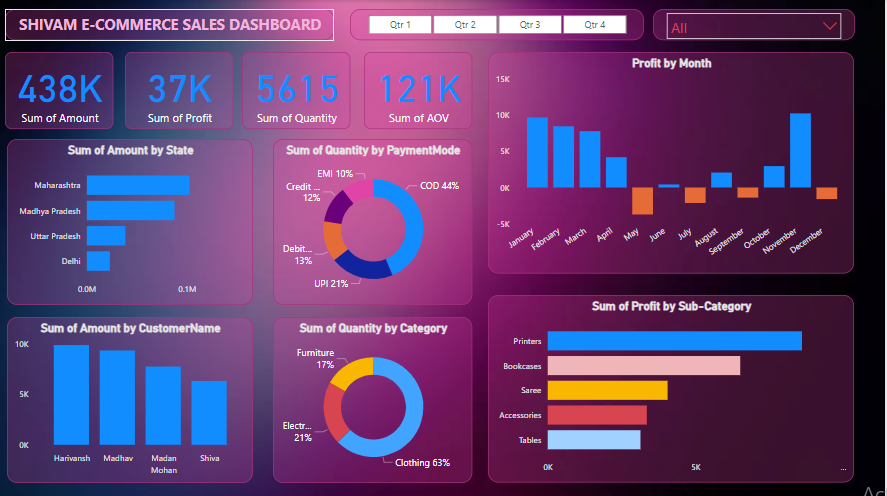 SHIVAM E-COMMERCE SALES DASHBOARD
Qtr 1
Qtr 2
Qtr 3
Qtr 4
All
438K
Sum of Amount
37K
Sum of Profit
5615
Sum of Quantity
121K
Sum of AOV
Profit by Month
15K
10K
5K
0K
-5K
January
February
March
April
May
June
July
August
September
October
November
December
Sum of Amount by State
Maharashtra
Madhya Pradesh
Uttar Pradesh
Delhi
0.0M
0.1M
Sum of Quantity by PaymentMode
EMI 10%
COD 44%
Credit ...
12%
Debit...
13%
UPI 21%
Sum of Profit by Sub-Category
Printers
Bookcases
Saree
Accessories
Tables
0K
5K
...
Sum of Amount by CustomerName
10K
5K
0K
Harivansh
Madhav
Madan
Mohan
Shiva
Sum of Quantity by Category
Furniture
17%
Electr...
21%
Clothing 63%